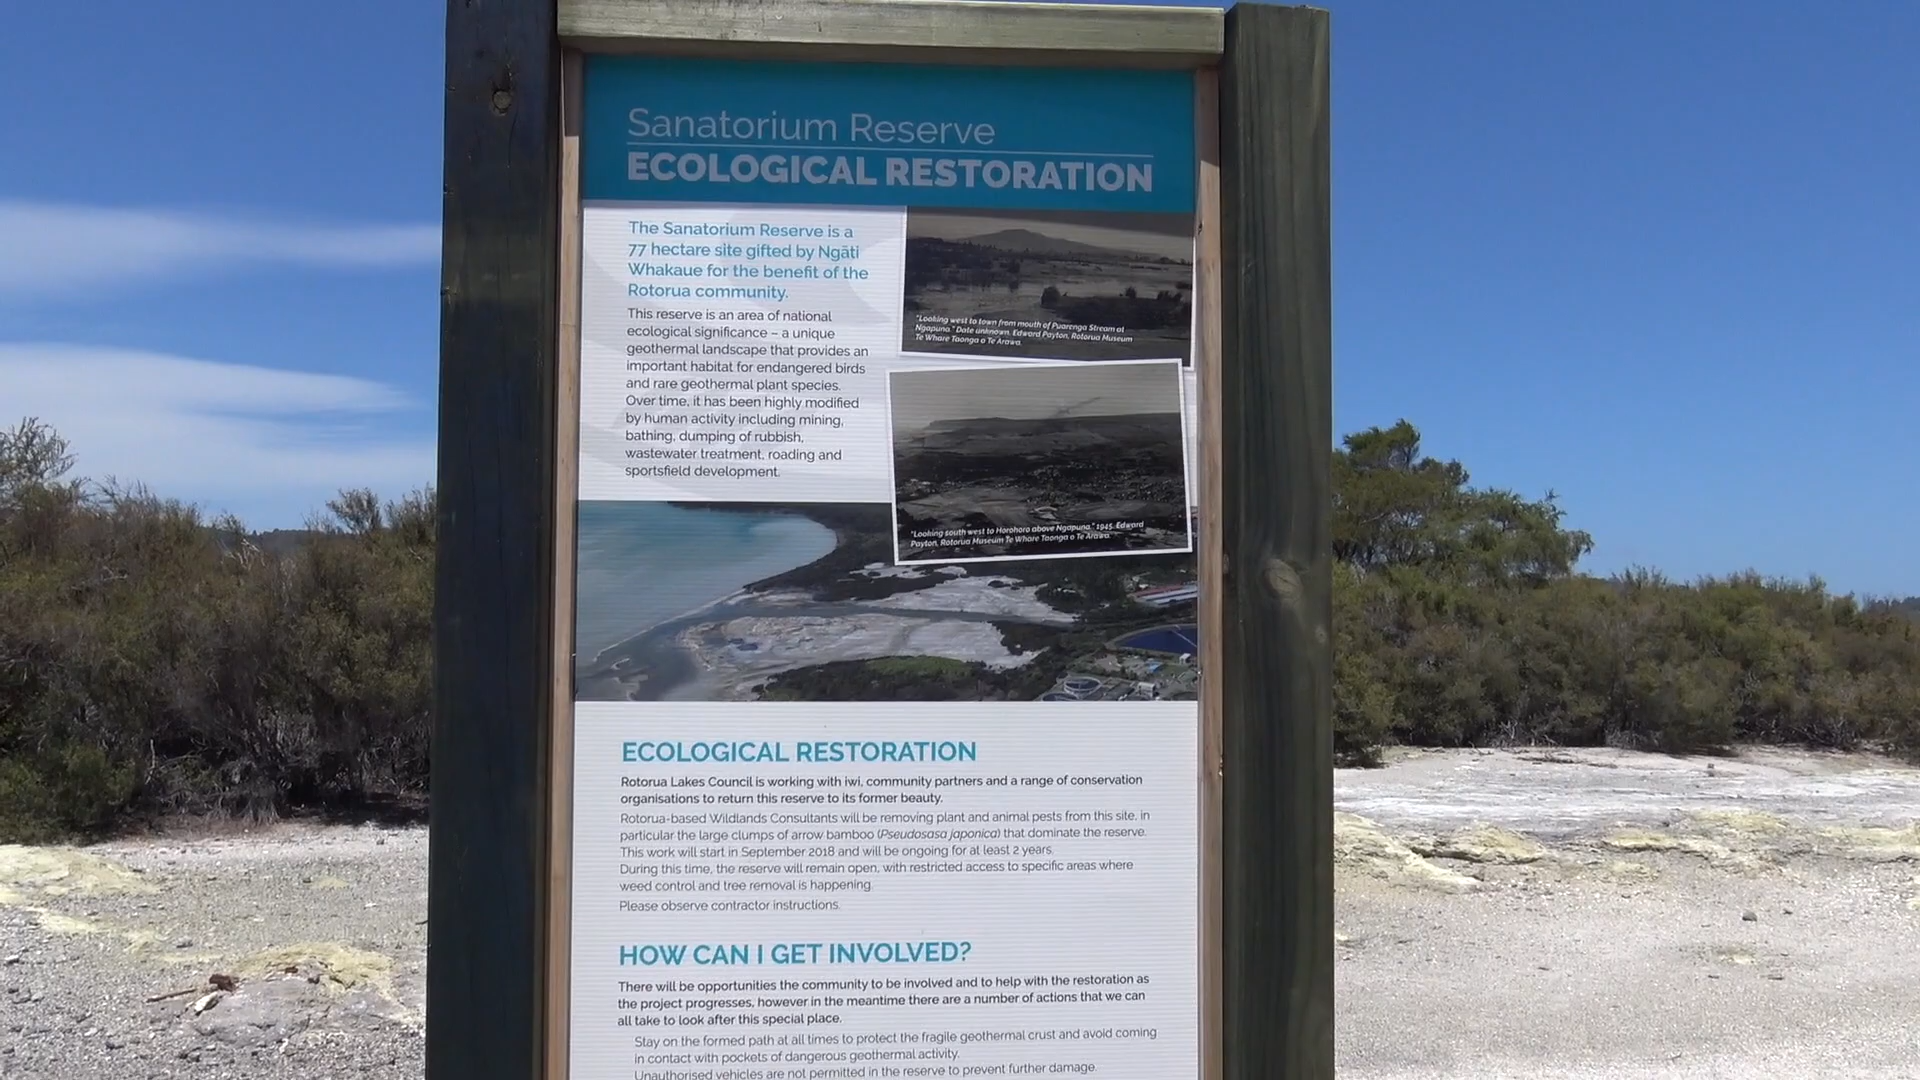 Sanatorium Reserve
ECOLOGICAL RESTORATION
The Sanatorium Reserve is a
77 hectare site gifted by Ngāti
Whakaue for the benefit of the
Rotorua community.
This reserve is an area of national
ecological significance – a unique
geothermal landscape that provides an
important habitat for endangered birds
and rare geothermal plant species.
Over time, it has been highly modified
by human activity including mining,
bathing, dumping of rubbish,
wastewater treatment, roading and
sportsfield development.
"Looking west to town from mouth of Puarenga Stream at
Ngapuna." Date unknown. Edward Payton, Rotorua Museum
Te Whare Taonga o Te Arawa.
"Looking south west to Horohoro above Ngapuna." 1945. Edward
Payton, Rotorua Museum Te Whare Taonga o Te Arawa.
ECOLOGICAL RESTORATION
Rotorua Lakes Council is working with iwi, community partners and a range of conservation
organisations to return this reserve to its former beauty.
Rotorua-based Wildlands Consultants will be removing plant and animal pests from this site, in
particular the large clumps of arrow bamboo (Pseudosasa japonica) that dominate the reserve.
This work will start in September 2018 and will be ongoing for at least 2 years.
During this time, the reserve will remain open, with restricted access to specific areas where
weed control and tree removal is happening.
Please observe contractor instructions.
HOW CAN I GET INVOLVED?
There will be opportunities the community to be involved and to help with the restoration as
the project progresses, however in the meantime there are a number of actions that we can
all take to look after this special place.
Stay on the formed path at all times to protect the fragile geothermal crust and avoid coming
in contact with pockets of dangerous geothermal activity.
Unauthorised vehicles are not permitted in the reserve to prevent further damage.